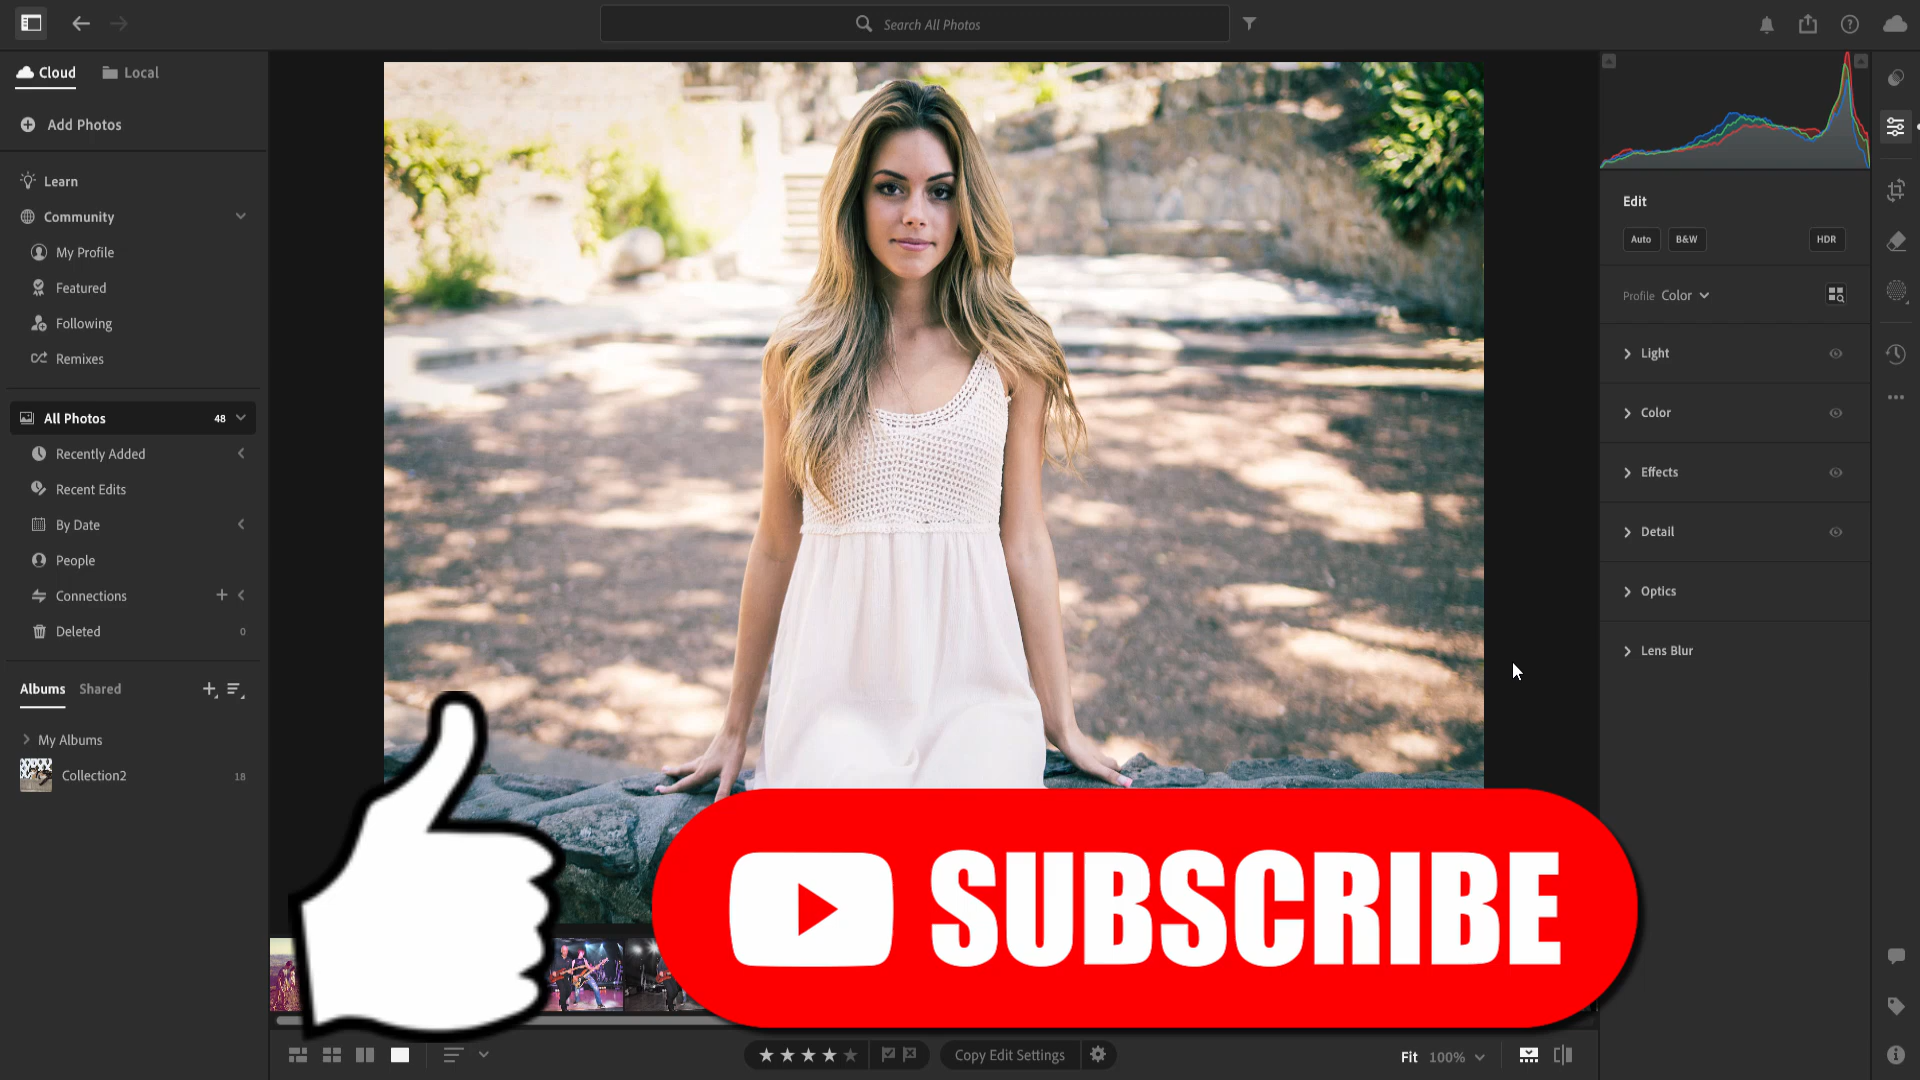 Search All Photos
Cloud
Local
Add Photos
Learn
Community
My Profile
Featured
Following
Remixes
All Photos 48
Recently Added
Recent Edits
By Date
People
Connections
Deleted 0
Albums Shared
My Albums
Collection2 18
Edit
Auto B&W HDR
Profile Color
Light
Color
Effects
Detail
Optics
Lens Blur
SUBSCRIBE
Copy Edit Settings
Fit 100%